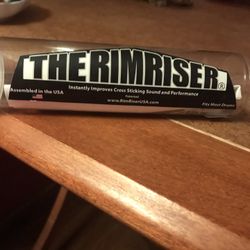 THE RIMRISER®
Instantly Improves Cross Sticking Sound and Performance
Assembled in the USA
Patented
www.RimRiserUSA.com
Fits Most Drums